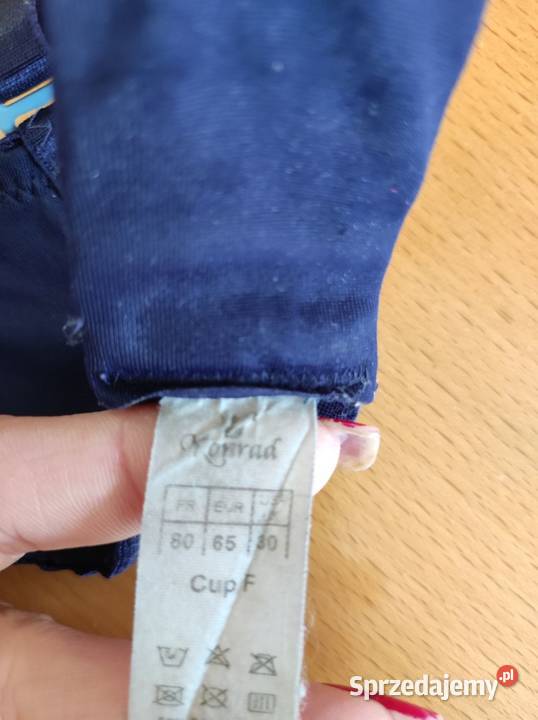 Konrad
FR EUR
80 65 30
Cup F
Sprzedajemy.pl